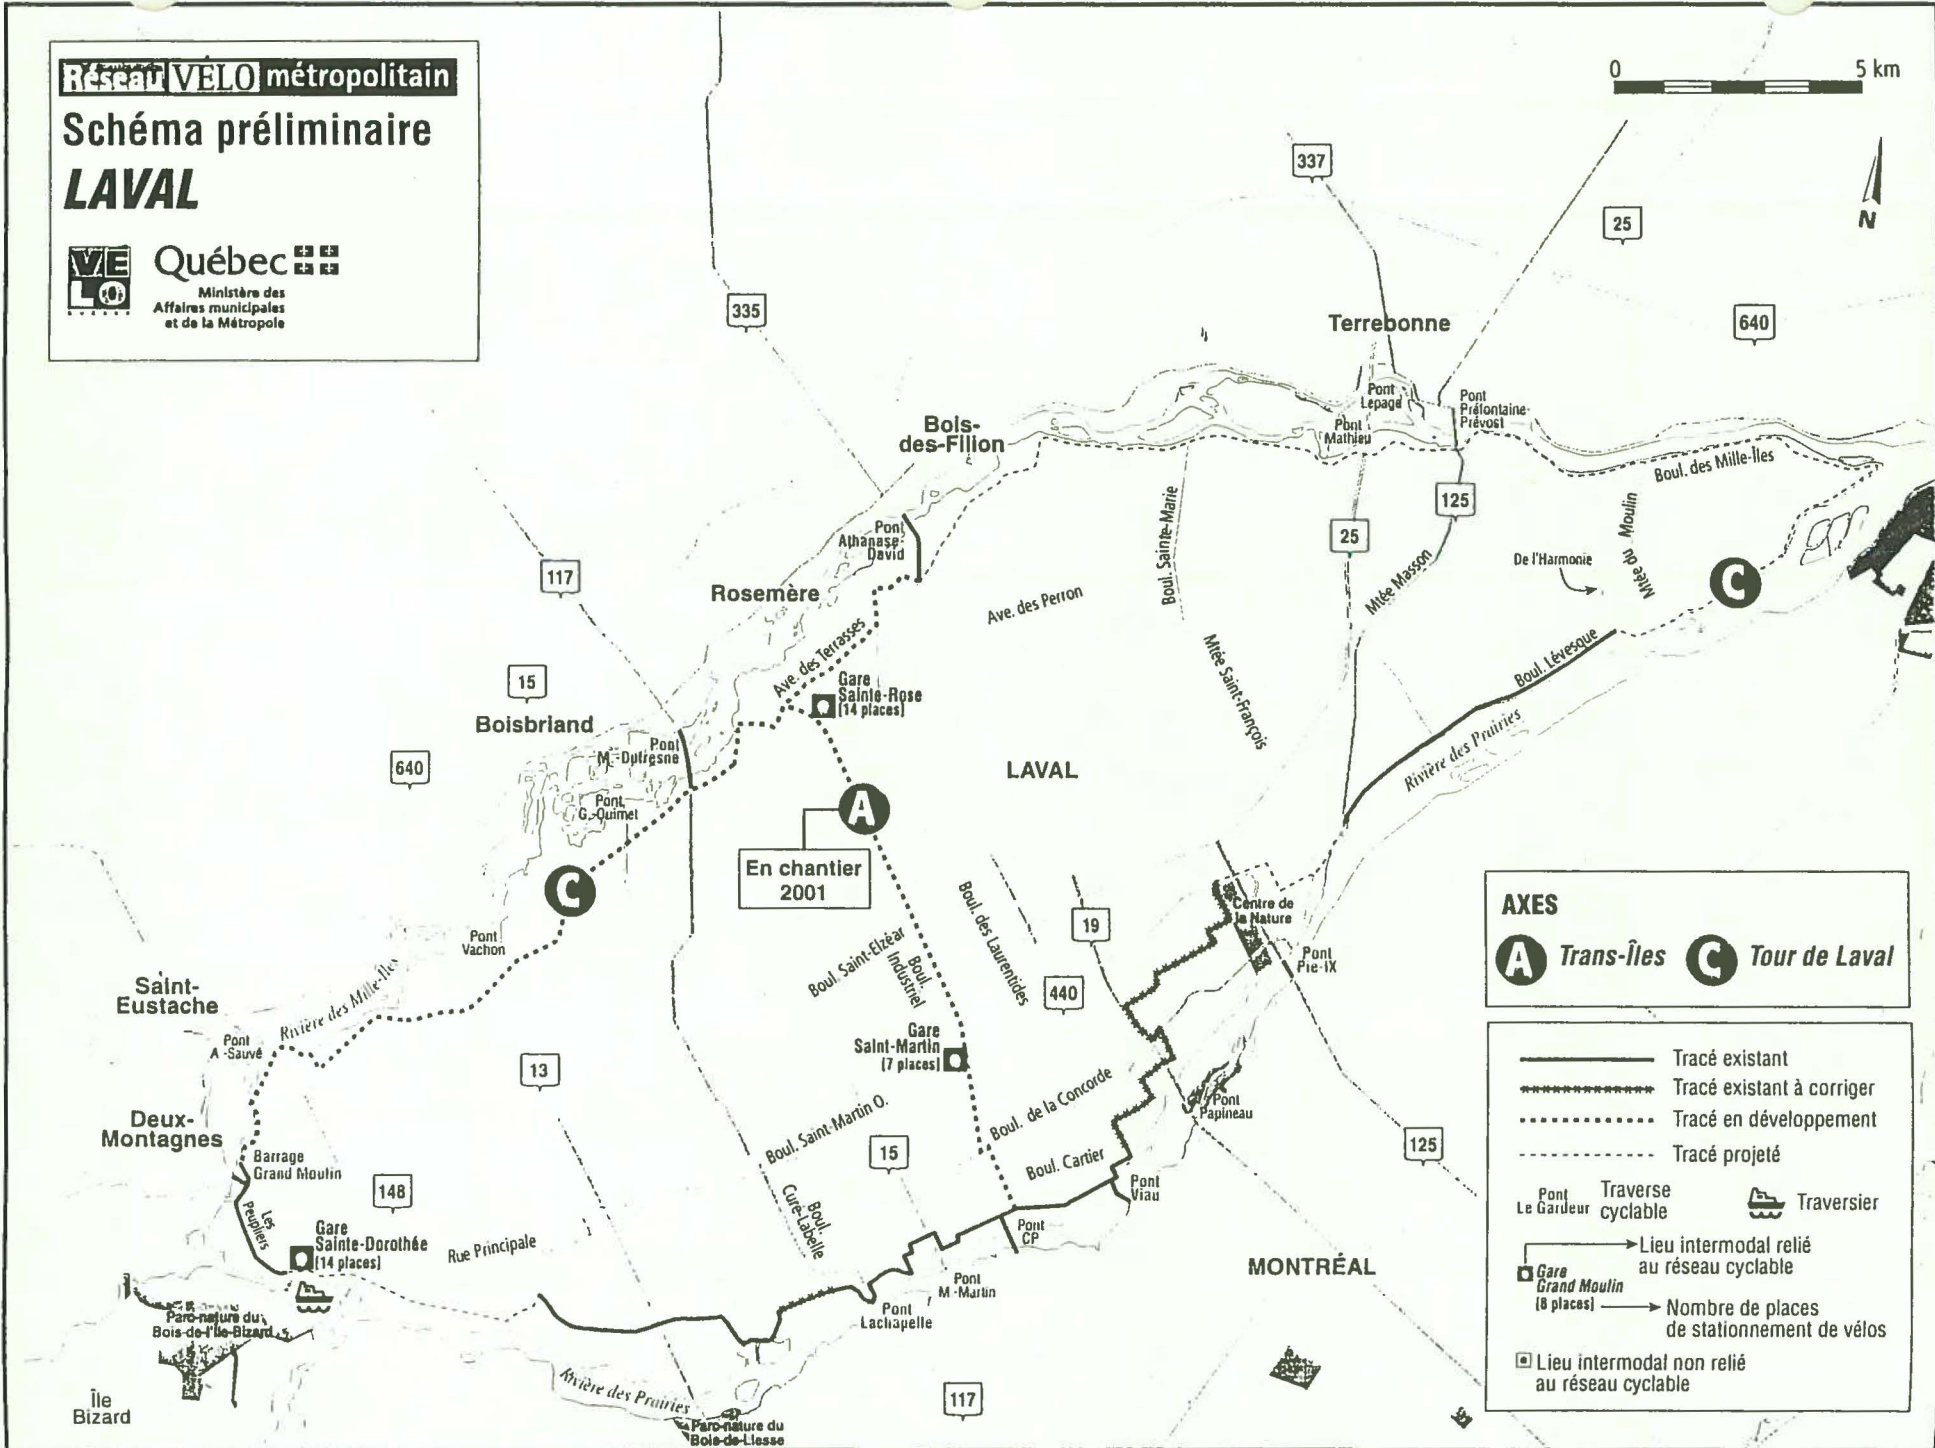 Réseau VÉLO métropolitain
Schéma préliminaire
LAVAL
VÉ
LO
QUÉBEC
Québec
Ministère des
Affaires municipales
et de la Métropole
0 5 km
N
337
25
335
640
Terrebonne
Pont
Lepage
Pont
Mathieu
Pont
Préfontaine-
Prévost
Bois-
des-Filion
Boul. des Mille-Îles
Boul. Sainte-Marie
125
25
Mtée du Moulin
De l'Harmonie
Mtée Masson
C
Pont
Athanase-
David
117
Rosemère
Ave. des Perron
Ave. des Terrasses
Mtée Saint-François
Boul. Lévesque
Rivière des Prairies
15
Boisbriand
Gare
Sainte-Rose
[14 places]
640
Pont
M.-Dufresne
Pont
G.-Ouimet
LAVAL
A
En chantier
2001
C
Pont
Vachon
Boul. Saint-Elzéar
Boul.
Industriel
Boul. des Laurentides
19
440
Centre de
la Nature
Pont
Pie-IX
Saint-
Eustache
Rivière des Mille-Îles
Pont
A.-Sauvé
13
Gare
Saint-Martin
[7 places]
Boul. de la Concorde
Pont
Papineau
Deux-
Montagnes
Barrage
Grand Moulin
Boul. Saint-Martin O.
15
Boul. Cartier
Pont
Viau
125
148
Les
Peupliers
Boul.
Curé-Labelle
Gare
Sainte-Dorothée
[14 places]
Rue Principale
Pont
CP
MONTRÉAL
Pont
M.-Martin
Pont
Lachapelle
Parc-nature du
Bois-de-l'Île-Bizard
Île
Bizard
Rivière des Prairies
Parc-nature du
Bois-de-Liesse
117
AXES
A Trans-Îles C Tour de Laval
Tracé existant
Tracé existant à corriger
Tracé en développement
Tracé projeté
Pont
Le Gardeur
Traverse
cyclable
Traversier
Lieu intermodal relié
au réseau cyclable
Gare
Grand Moulin
[8 places]
Nombre de places
de stationnement de vélos
Lieu intermodal non relié
au réseau cyclable